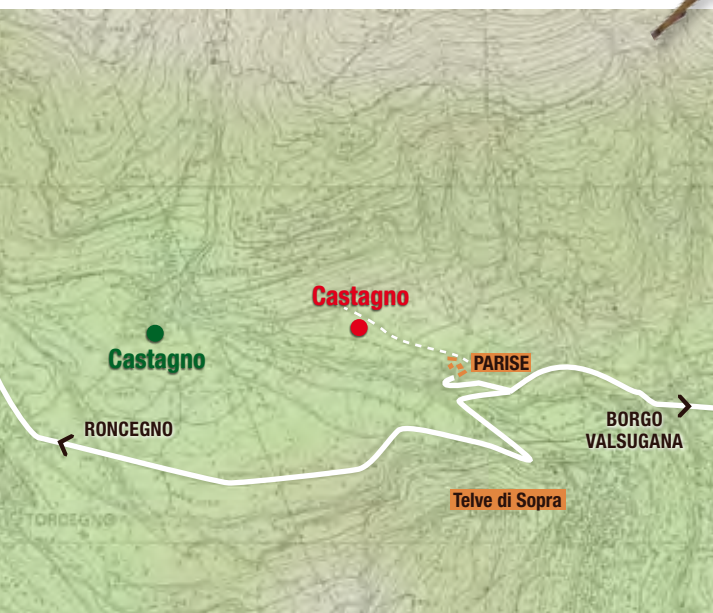 Castagno
Castagno
PARISE
RONCEGNO
BORGO
VALSUGANA
Telve di Sopra